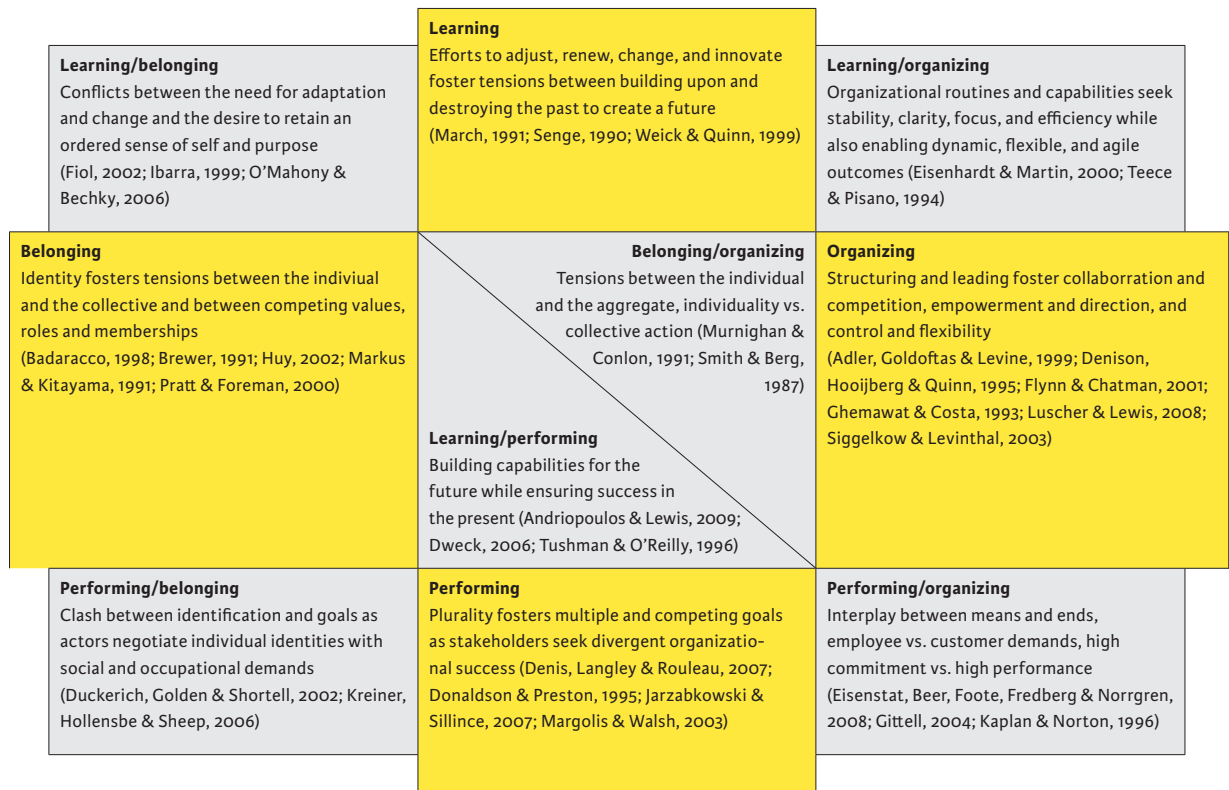 Learning
Efforts to adjust, renew, change, and innovate
foster tensions between building upon and
destroying the past to create a future
(March, 1991; Senge, 1990; Weick & Quinn, 1999)
Learning/belonging
Conflicts between the need for adaptation
and change and the desire to retain an
ordered sense of self and purpose
(Fiol, 2002; Ibarra, 1999; O’Mahony &
Bechky, 2006)
Learning/organizing
Organizational routines and capabilities seek
stability, clarity, focus, and efficiency while
also enabling dynamic, flexible, and agile
outcomes (Eisenhardt & Martin, 2000; Teece
& Pisano, 1994)
Belonging
Identity fosters tensions between the indiviual
and the collective and between competing values,
roles and memberships
(Badaracco, 1998; Brewer, 1991; Huy, 2002; Markus
& Kitayama, 1991; Pratt & Foreman, 2000)
Belonging/organizing
Tensions between the individual
and the aggregate, individuality vs.
collective action (Murnighan &
Conlon, 1991; Smith & Berg,
1987)
Learning/performing
Building capabilities for the
future while ensuring success in
the present (Andriopoulos & Lewis, 2009;
Dweck, 2006; Tushman & O’Reilly, 1996)
Organizing
Structuring and leading foster collaborration and
competition, empowerment and direction, and
control and flexibility
(Adler, Goldoftas & Levine, 1999; Denison,
Hooijberg & Quinn, 1995; Flynn & Chatman, 2001;
Ghemawat & Costa, 1993; Luscher & Lewis, 2008;
Siggelkow & Levinthal, 2003)
Performing/belonging
Clash between identification and goals as
actors negotiate individual identities with
social and occupational demands
(Duckerich, Golden & Shortell, 2002; Kreiner,
Hollensbe & Sheep, 2006)
Performing
Plurality fosters multiple and competing goals
as stakeholders seek divergent organizatio-
nal success (Denis, Langley & Rouleau, 2007;
Donaldson & Preston, 1995; Jarzabkowski &
Sillince, 2007; Margolis & Walsh, 2003)
Performing/organizing
Interplay between means and ends,
employee vs. customer demands, high
commitment vs. high performance
(Eisenstat, Beer, Foote, Fredberg & Norrgren,
2008; Gittell, 2004; Kaplan & Norton, 1996)